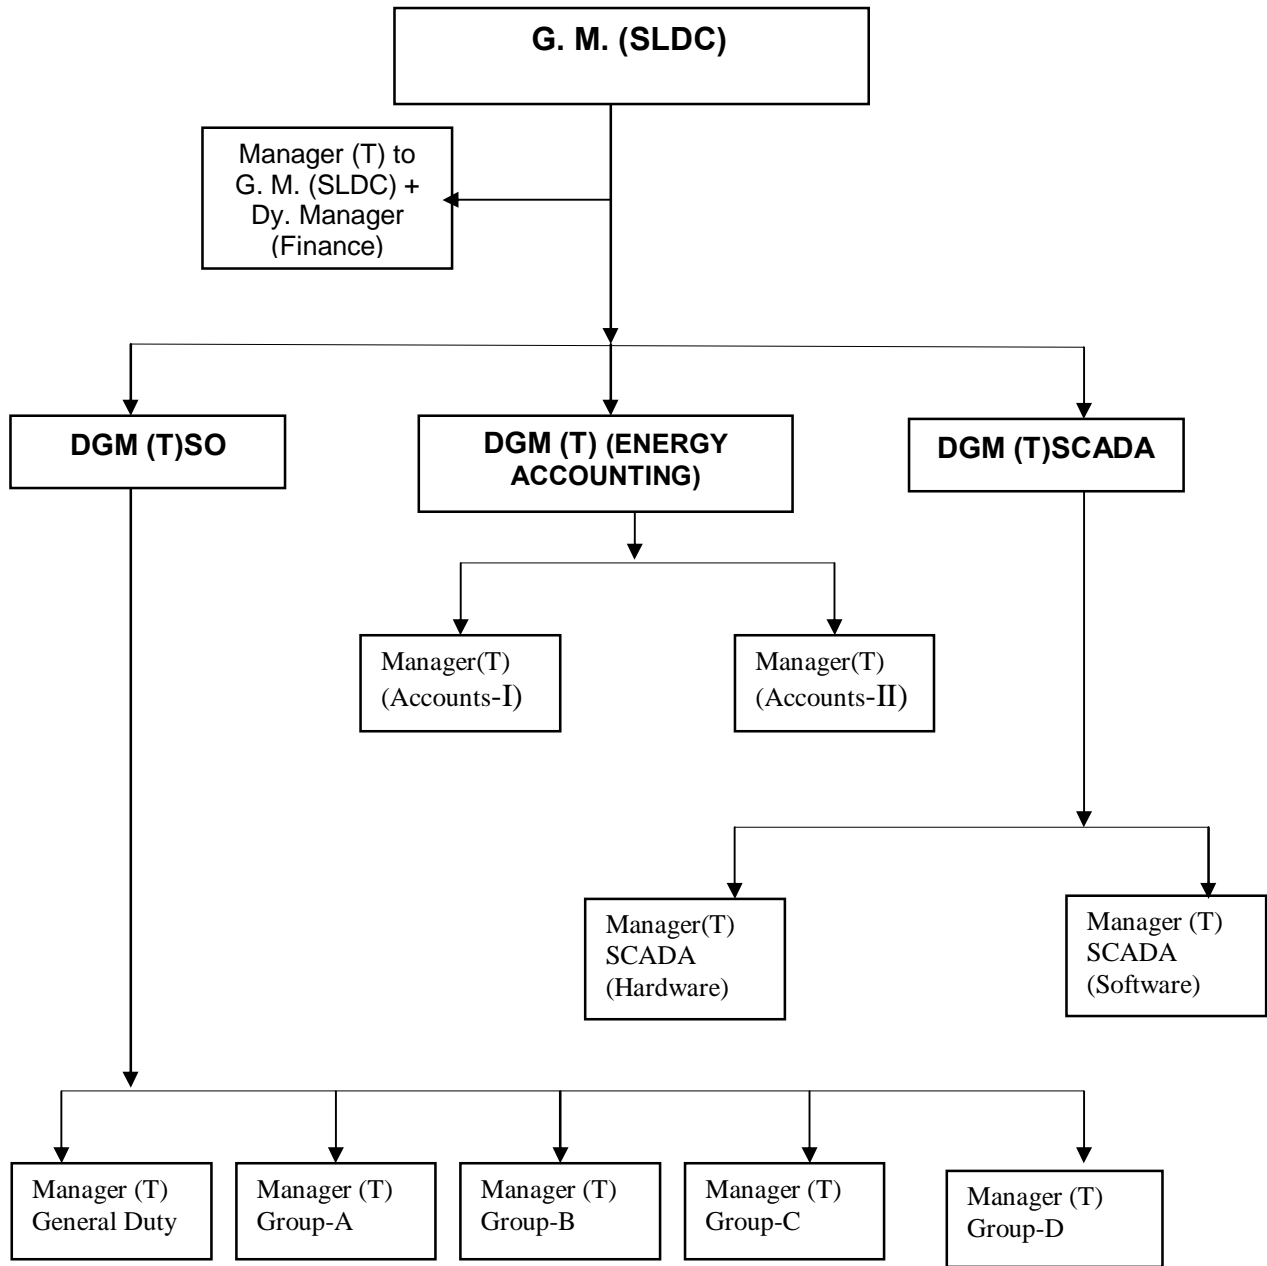 G. M. (SLDC)
Manager (T) to
G. M. (SLDC) +
Dy. Manager
(Finance)
DGM (T)SO
DGM (T) (ENERGY
ACCOUNTING)
DGM (T)SCADA
Manager(T)
(Accounts-I)
Manager(T)
(Accounts-II)
Manager(T)
SCADA
(Hardware)
Manager (T)
SCADA
(Software)
Manager (T)
General Duty
Manager (T)
Group-A
Manager (T)
Group-B
Manager (T)
Group-C
Manager (T)
Group-D